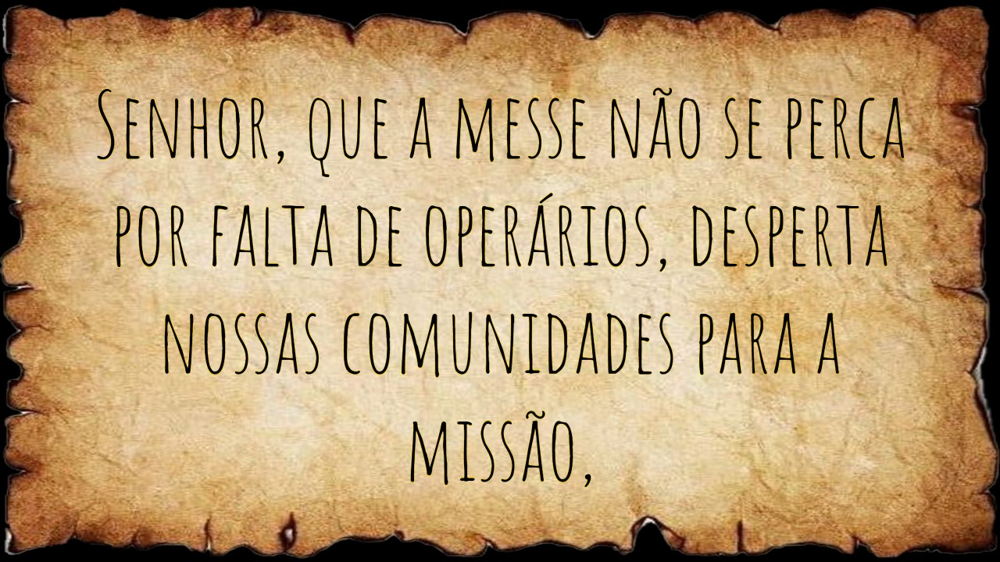 Senhor, que a messe não se perca
por falta de operários, desperta
nossas comunidades para a
missão,